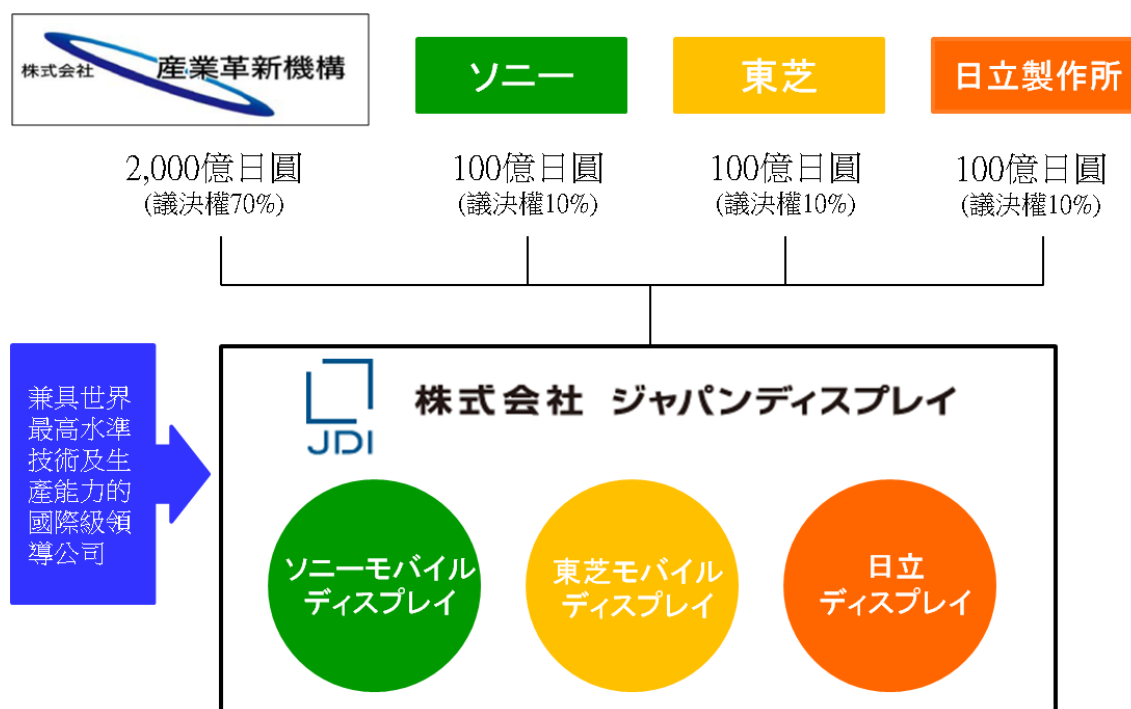 株式会社 産業革新機構
ソニー
東芝
日立製作所
2,000億日圓
(議決權70%)
100億日圓
(議決權10%)
100億日圓
(議決權10%)
100億日圓
(議決權10%)
兼具世界
最高水準
技術及生
產能力的
國際級領
導公司
JDI
株式会社 ジャパンディスプレイ
ソニーモバイル
ディスプレイ
東芝モバイル
ディスプレイ
日立
ディスプレイ